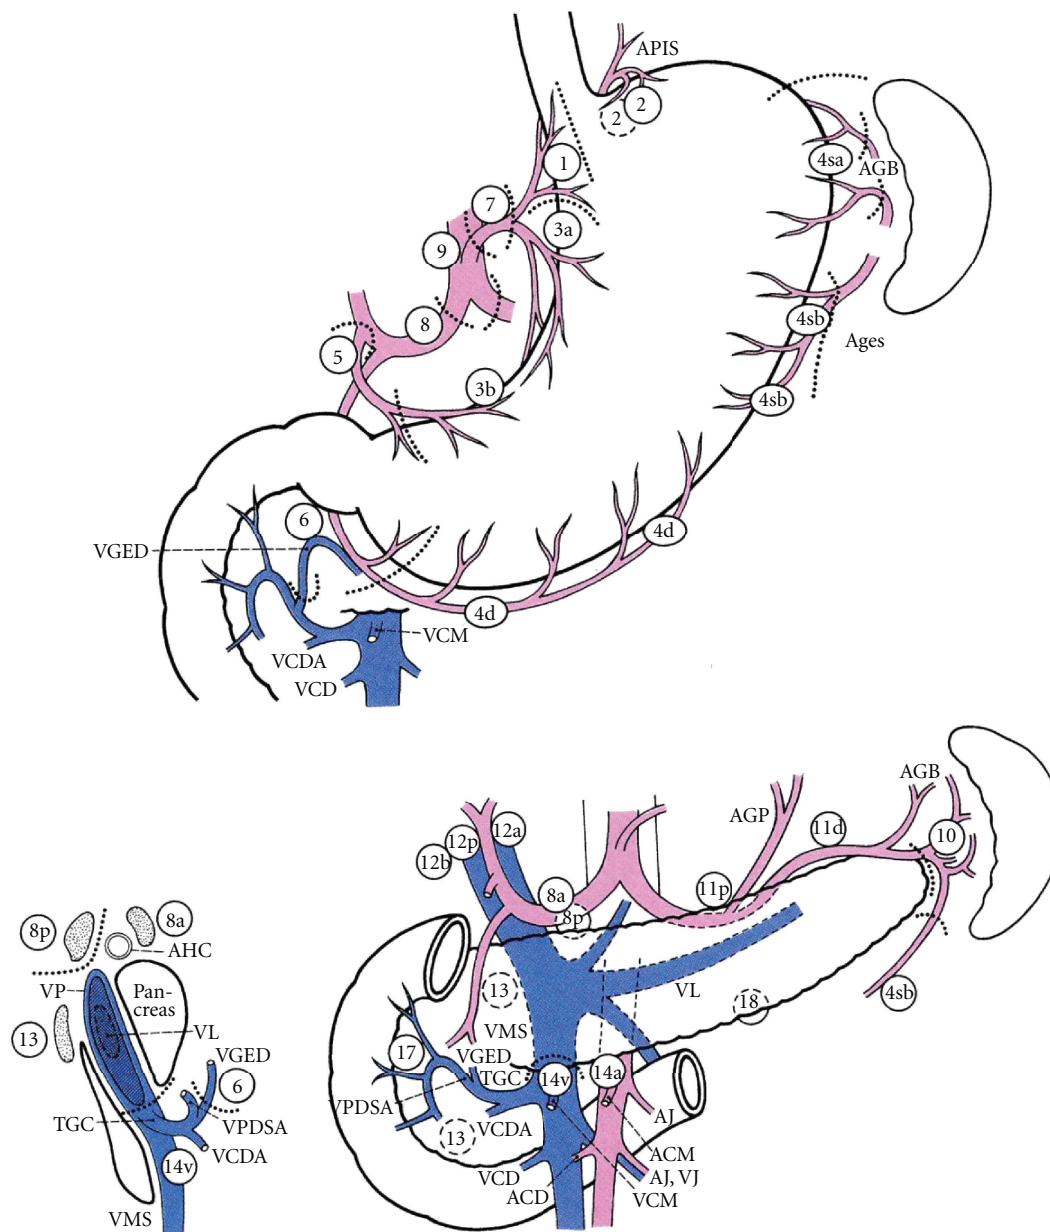 APIS
2
2
1
4sa
AGB
7
3a
9
8
4sb
5
Ages
3b
4sb
6
4d
VGED
4d
VCM
VCDA
VCD
AGB
AGP
12a
11d
10
12p
12b
11p
8a
8p
8p
8a
AHC
VP
Pan-
creas
13
VL
4sb
18
13
VL
VMS
17
VGED
VGED
TGC
14v
14a
6
VPDSA
TGC
VPDSA
AJ
VCDA
13
VCDA
ACM
14v
VCD
AJ, VJ
ACD
VCM
VMS